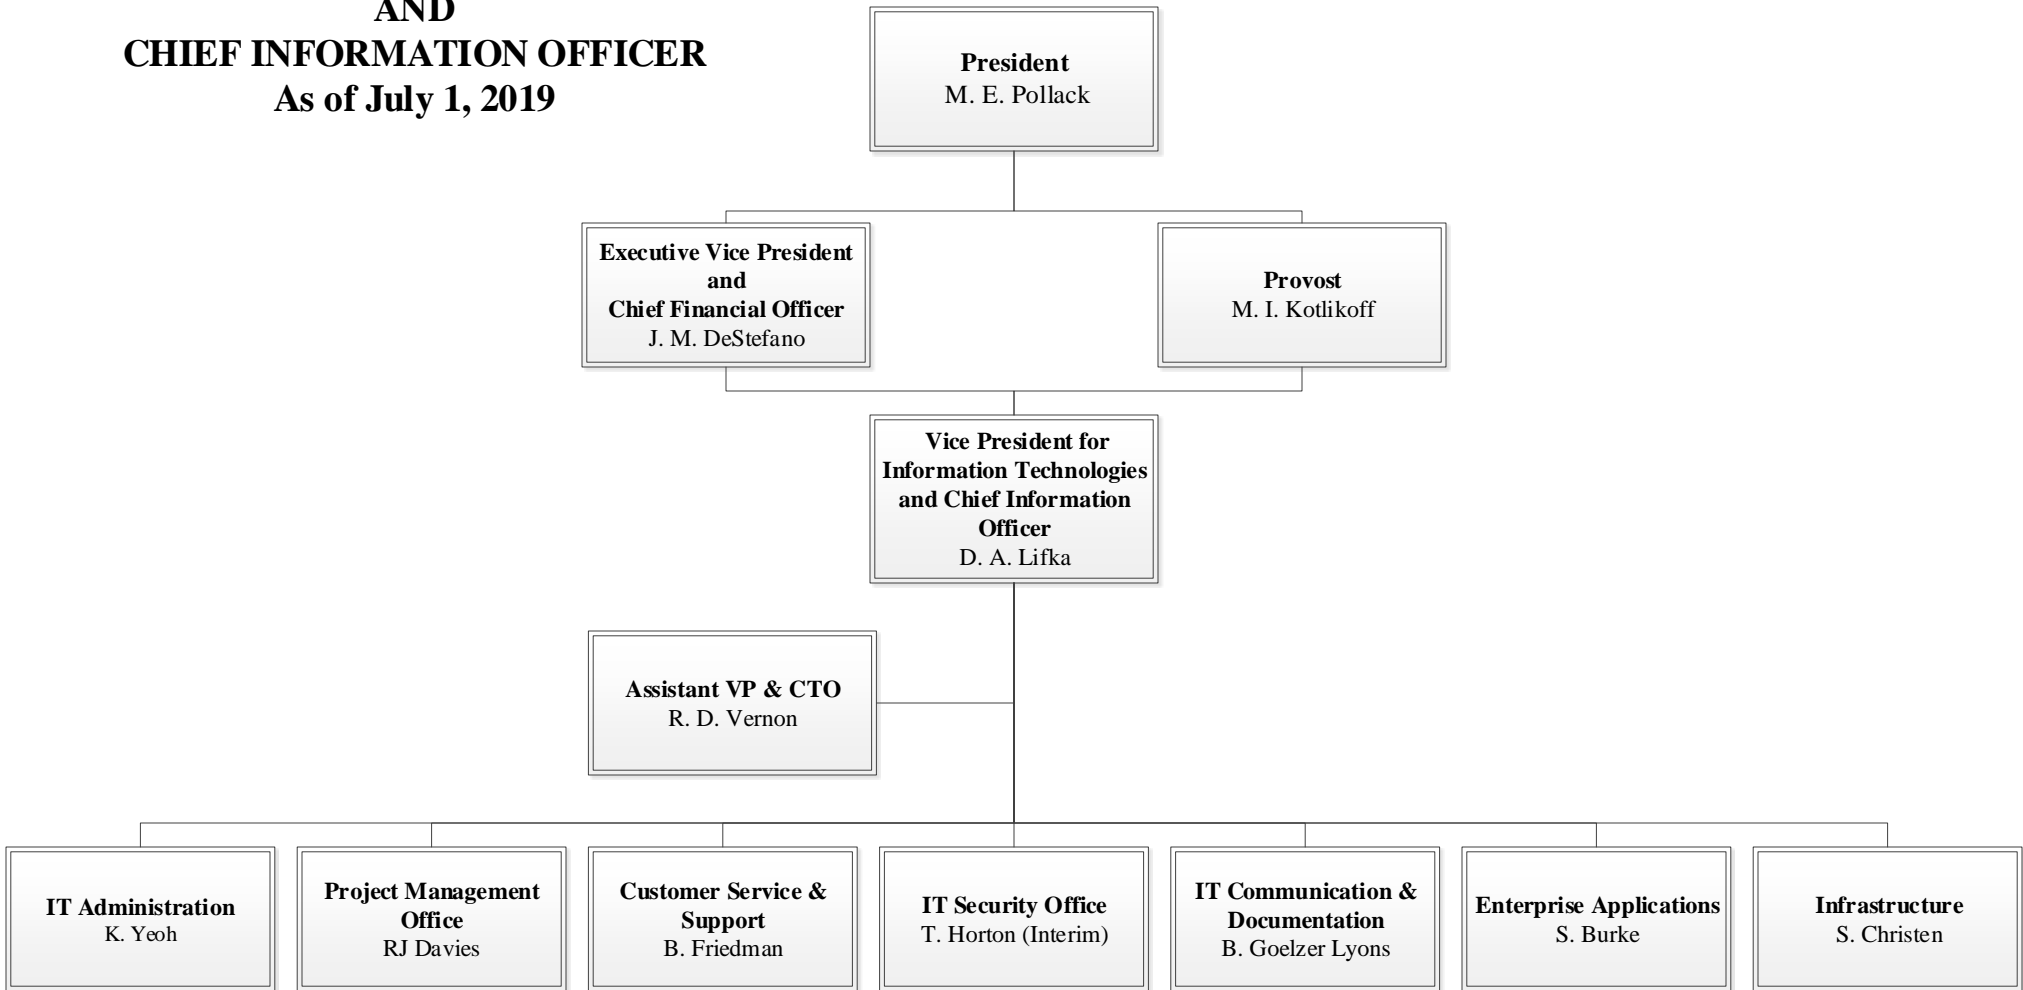 AND
CHIEF INFORMATION OFFICER
As of July 1, 2019
President
M. E. Pollack
Executive Vice President
and
Chief Financial Officer
J. M. DeStefano
Provost
M. I. Kotlikoff
Vice President for
Information Technologies
and Chief Information
Officer
D. A. Lifka
Assistant VP & CTO
R. D. Vernon
IT Administration
K. Yeoh
Project Management
Office
RJ Davies
Customer Service &
Support
B. Friedman
IT Security Office
T. Horton (Interim)
IT Communication &
Documentation
B. Goelzer Lyons
Enterprise Applications
S. Burke
Infrastructure
S. Christen